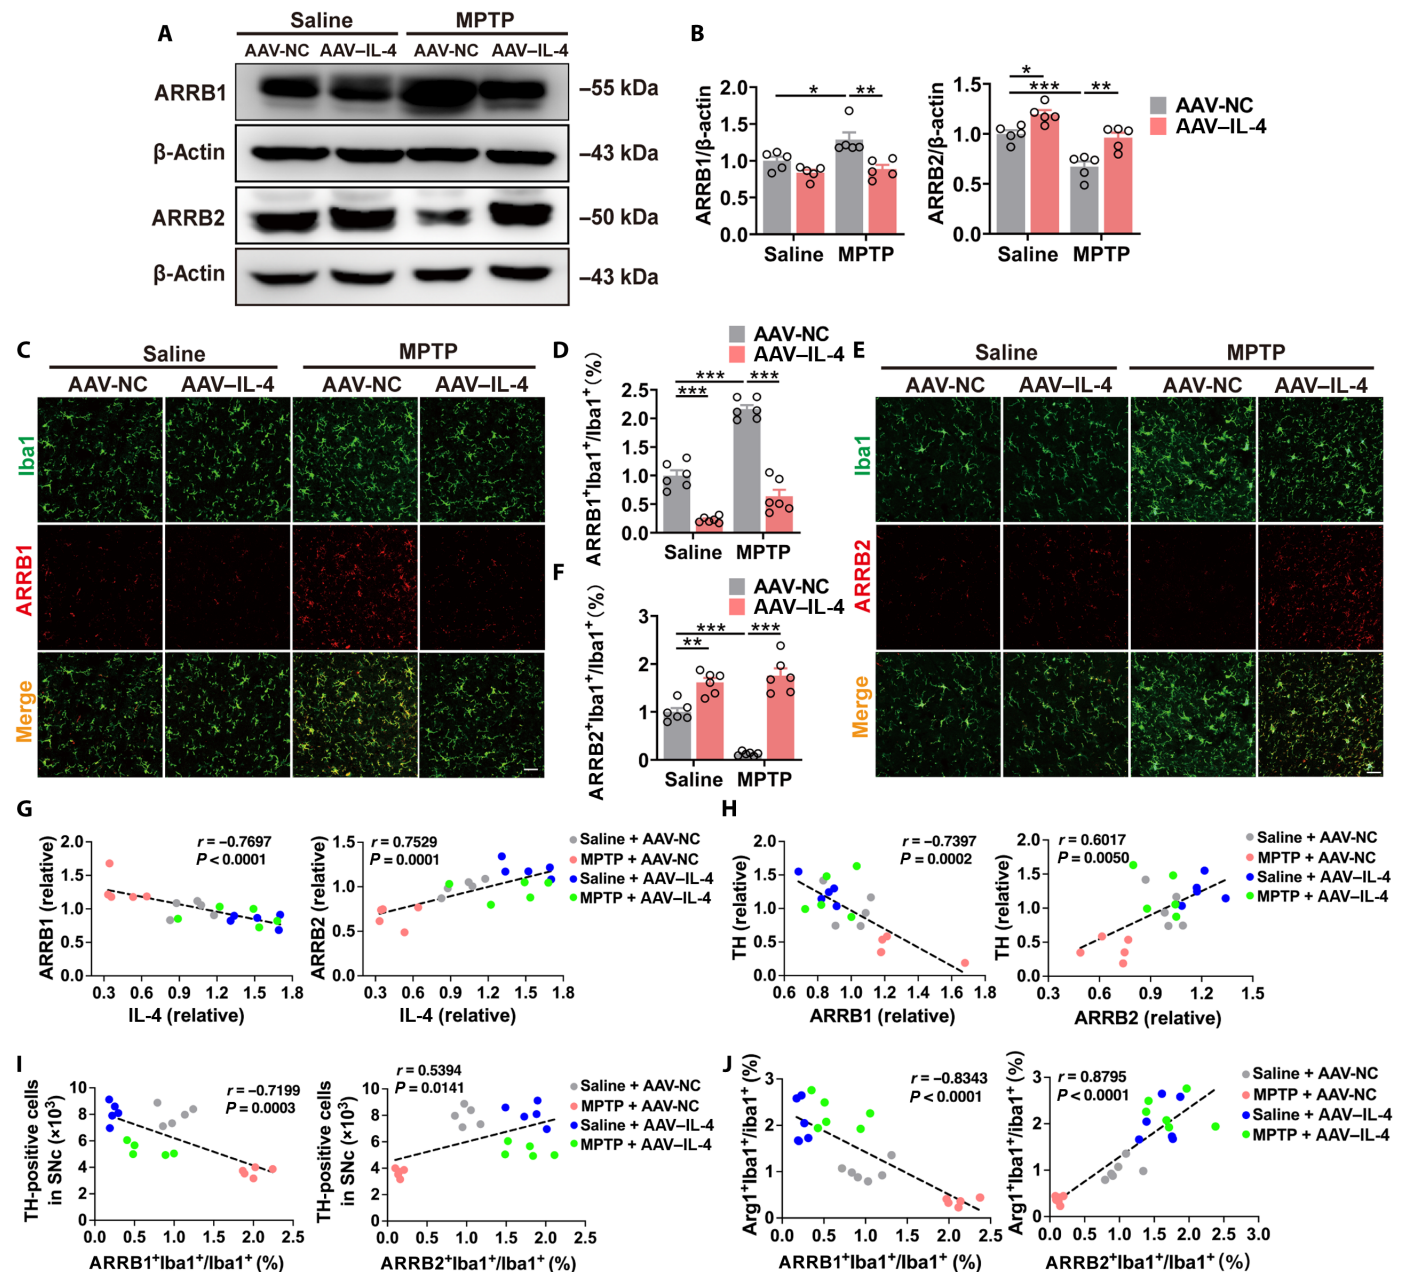 A
Saline MPTP
AAV-NC AAV–IL-4 AAV-NC AAV–IL-4
ARRB1 –55 kDa
β-Actin –43 kDa
ARRB2 –50 kDa
β-Actin –43 kDa
B
ARRB1/β-actin
2.0
1.5
1.0
0.5
0.0
* **
Saline MPTP
ARRB2/β-actin
1.5
1.0
0.5
0.0
*
*** **
Saline MPTP
AAV-NC
AAV–IL-4
C
Saline MPTP
AAV-NC AAV–IL-4 AAV-NC AAV–IL-4
Iba1
ARRB1
Merge
D
AAV-NC
AAV–IL-4
ARRB1⁺Iba1⁺/Iba1⁺ (%)
2.5
2.0
1.5
1.0
0.5
0.0
*** ***
***
Saline MPTP
F
AAV-NC
AAV–IL-4
ARRB2⁺Iba1⁺/Iba1⁺ (%)
3
2
1
0
*** ***
**
Saline MPTP
E
Saline MPTP
AAV-NC AAV–IL-4 AAV-NC AAV–IL-4
Iba1
ARRB2
Merge
G
ARRB1 (relative)
2.0
1.5
1.0
0.5
0.0
r = –0.7697
P < 0.0001
0.3 0.6 0.9 1.2 1.5 1.8
IL-4 (relative)
ARRB2 (relative)
1.5
1.0
0.5
0.0
r = 0.7529
P = 0.0001
0.3 0.6 0.9 1.2 1.5 1.8
IL-4 (relative)
Saline + AAV-NC
MPTP + AAV-NC
Saline + AAV–IL-4
MPTP + AAV–IL-4
H
TH (relative)
2.0
1.5
1.0
0.5
0.0
r = –0.7397
P = 0.0002
0.6 0.8 1.0 1.2 1.4 1.6 1.8
ARRB1 (relative)
TH (relative)
2.0
1.5
1.0
0.5
0.0
r = 0.6017
P = 0.0050
0.3 0.6 0.9 1.2 1.5
ARRB2 (relative)
Saline + AAV-NC
MPTP + AAV-NC
Saline + AAV–IL-4
MPTP + AAV–IL-4
I
TH-positive cells
in SNc (×10³)
10
8
6
4
2
0
r = –0.7199
P = 0.0003
0.0 0.5 1.0 1.5 2.0 2.5
ARRB1⁺Iba1⁺/Iba1⁺ (%)
TH-positive cells
in SNc (×10³)
10
8
6
4
2
0
r = 0.5394
P = 0.0141
0.0 0.5 1.0 1.5 2.0 2.5
ARRB2⁺Iba1⁺/Iba1⁺ (%)
Saline + AAV-NC
MPTP + AAV-NC
Saline + AAV–IL-4
MPTP + AAV–IL-4
J
Arg1⁺Iba1⁺/iba1⁺ (%)
3
2
1
0
r = –0.8343
P < 0.0001
0.0 0.5 1.0 1.5 2.0 2.5
ARRB1⁺Iba1⁺/Iba1⁺ (%)
Arg1⁺Iba1⁺/iba1⁺ (%)
3
2
1
0
r = 0.8795
P < 0.0001
0.0 0.5 1.0 1.5 2.0 2.5 3.0
ARRB2⁺Iba1⁺/Iba1⁺ (%)
Saline + AAV-NC
MPTP + AAV-NC
Saline + AAV–IL-4
MPTP + AAV–IL-4